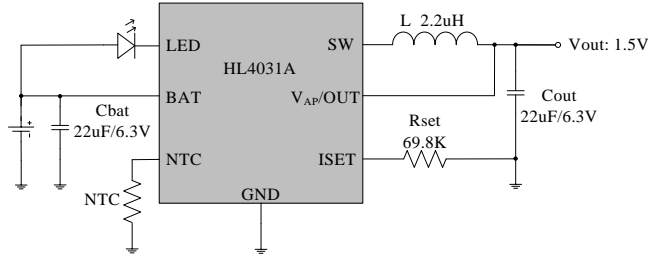 L 2.2uH
LED
SW
Vout: 1.5V
HL4031A
Cbat
22uF/6.3V
BAT
VAP/OUT
Cout
22uF/6.3V
Rset
69.8K
NTC
ISET
NTC
GND